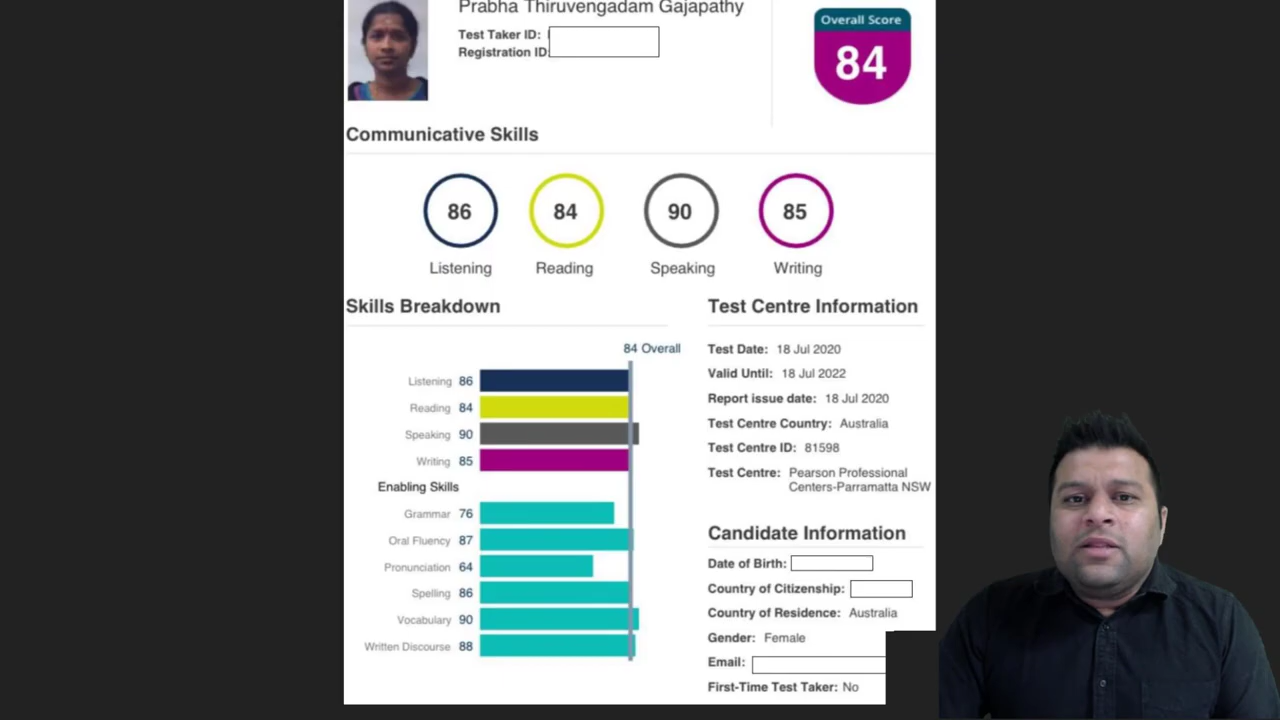 Prabha Thiruvengadam Gajapathy
Test Taker ID:
Registration ID:
Overall Score
84
Communicative Skills
86
84
90
85
Listening
Reading
Speaking
Writing
Skills Breakdown
84 Overall
Listening 86
Reading 84
Speaking 90
Writing 85
Enabling Skills
Grammar 76
Oral Fluency 87
Pronunciation 64
Spelling 86
Vocabulary 90
Written Discourse 88
Test Centre Information
Test Date: 18 Jul 2020
Valid Until: 18 Jul 2022
Report issue date: 18 Jul 2020
Test Centre Country: Australia
Test Centre ID: 81598
Test Centre: Pearson Professional
Centers-Parramatta NSW
Candidate Information
Date of Birth:
Country of Citizenship:
Country of Residence: Australia
Gender: Female
Email:
First-Time Test Taker: No